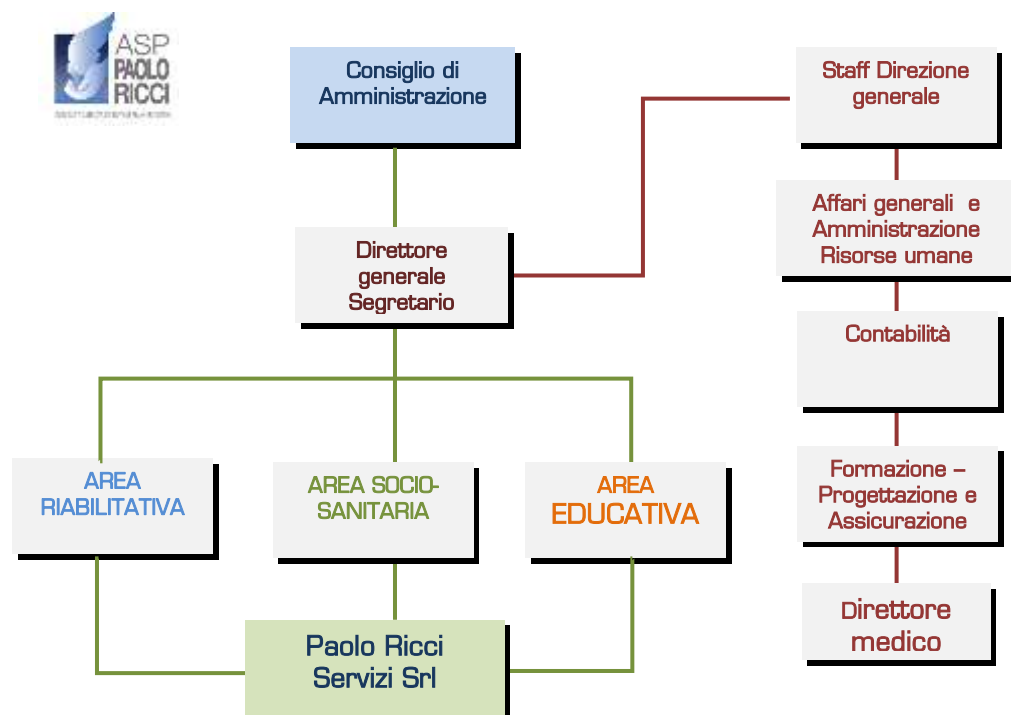 ASP
PAOLO
RICCI
Consiglio di
Amministrazione
Staff Direzione
generale
Affari generali e
Amministrazione
Risorse umane
Direttore
generale
Segretario
Contabilità
AREA
RIABILITATIVA
AREA SOCIO-
SANITARIA
AREA
EDUCATIVA
Formazione –
Progettazione e
Assicurazione
Direttore
medico
Paolo Ricci
Servizi Srl